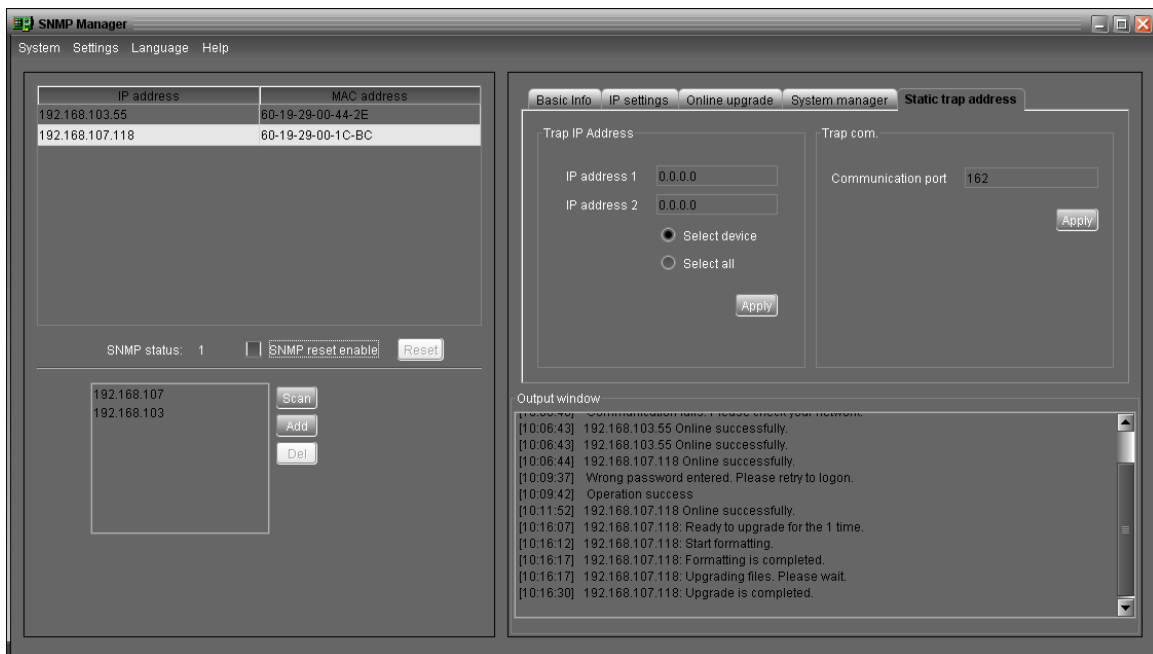 SNMP Manager
System Settings Language Help
IP address MAC address
192.168.103.55 60-19-29-00-44-2E
192.168.107.118 60-19-29-00-1C-BC
SNMP status: 1 SNMP reset enable Reset
192.168.107
192.168.103
Scan
Add
Del
Basic Info IP settings Online upgrade System manager Static trap address
Trap IP Address
IP address 1 0.0.0.0
IP address 2 0.0.0.0
Select device
Select all
Apply
Trap com.
Communication port 162
Apply
Output window
Communication fails. Please check your network.
[10:06:43] 192.168.103.55 Online successfully.
[10:06:43] 192.168.103.55 Online successfully.
[10:06:44] 192.168.107.118 Online successfully.
[10:09:37] Wrong password entered. Please retry to logon.
[10:09:42] Operation success
[10:11:52] 192.168.107.118 Online successfully.
[10:16:07] 192.168.107.118: Ready to upgrade for the 1 time.
[10:16:12] 192.168.107.118: Start formatting.
[10:16:17] 192.168.107.118: Formatting is completed.
[10:16:17] 192.168.107.118: Upgrading files. Please wait.
[10:16:30] 192.168.107.118: Upgrade is completed.